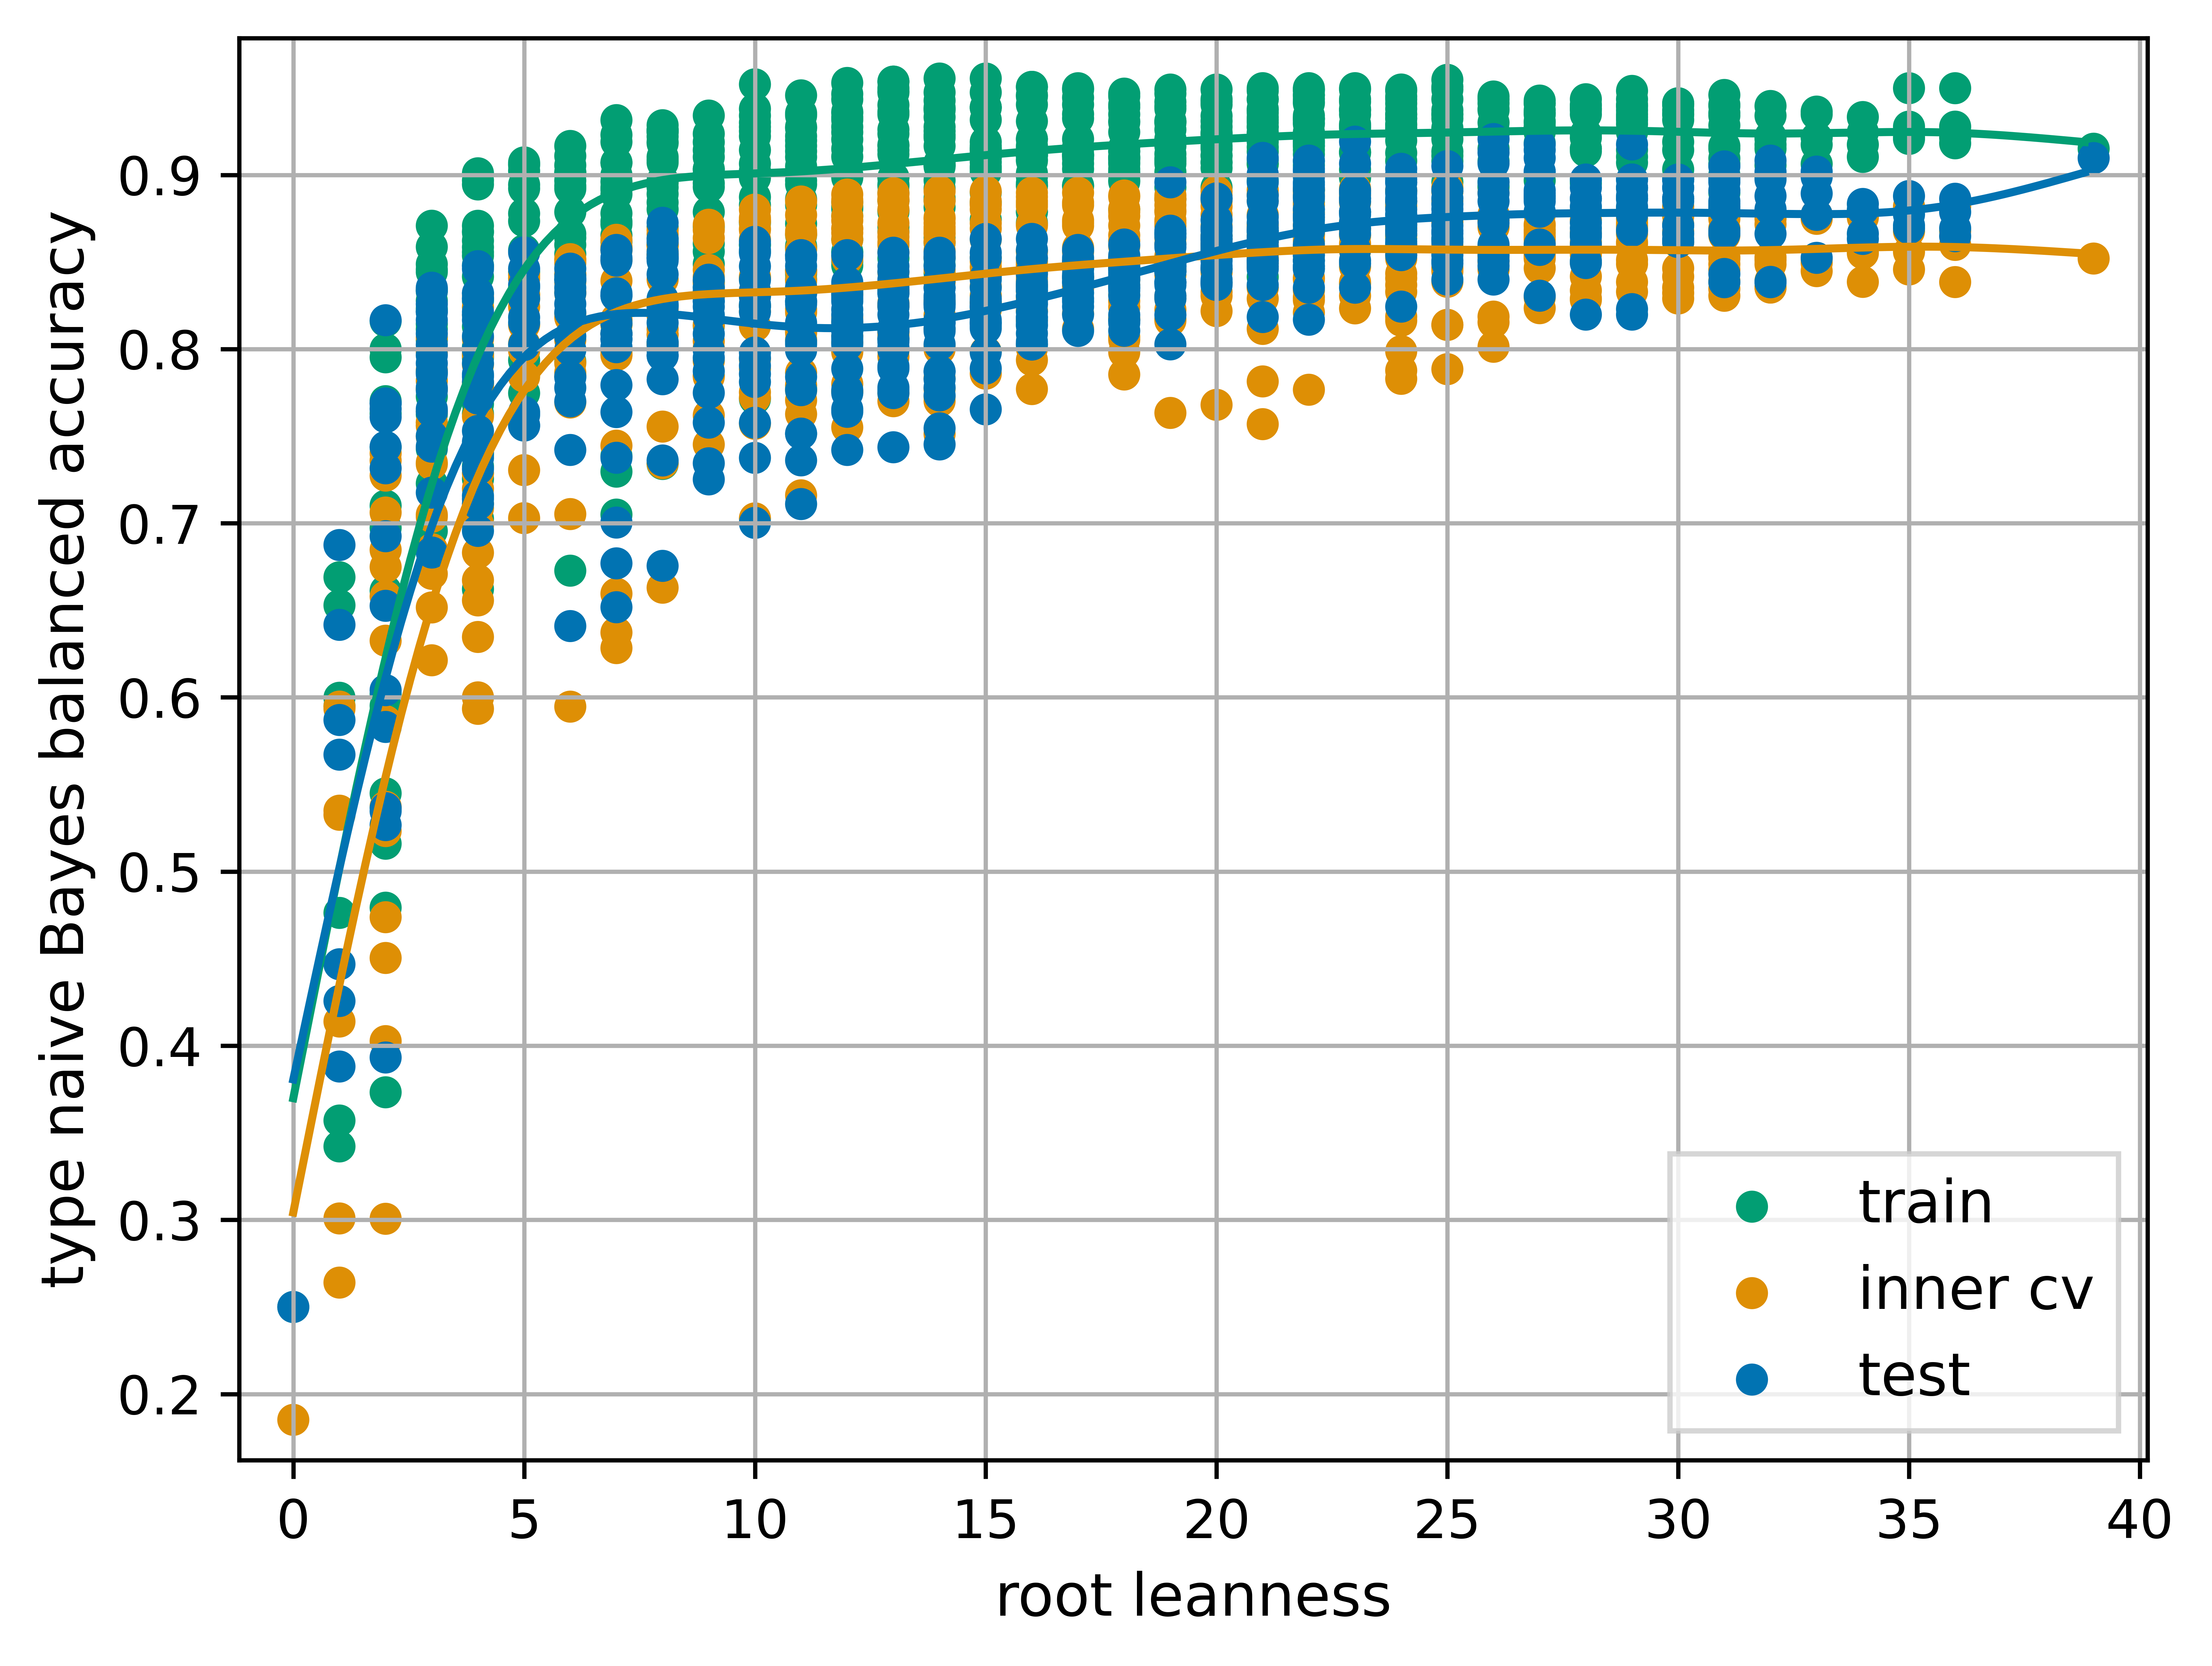 type naive Bayes balanced accuracy
0.9
0.8
0.7
0.6
0.5
0.4
0.3
0.2
train
inner cv
test
0 5 10 15 20 25 30 35 40
root leanness